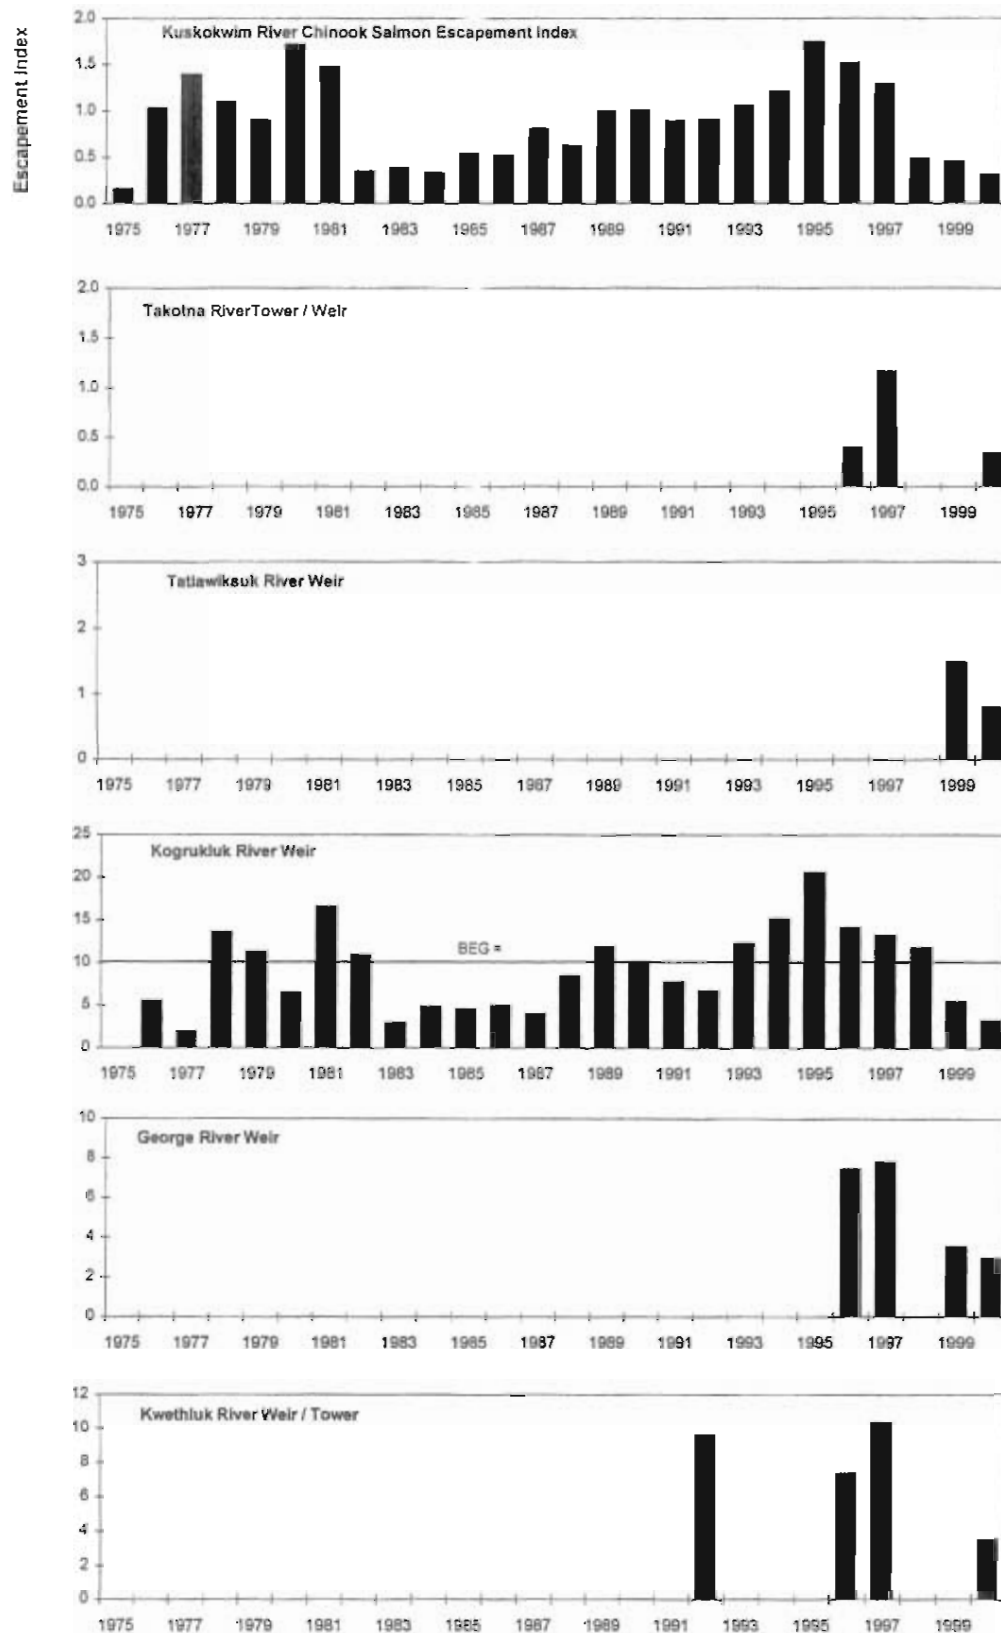 Escapement Index
Kuskokwim River Chinook Salmon Escapement Index
2.0
1.5
1.0
0.5
0.0
1975 1977 1979 1981 1983 1985 1987 1989 1991 1993 1995 1997 1999
Takotna RiverTower / Weir
2.0
1.5
1.0
0.5
0.0
1975 1977 1979 1981 1983 1985 1987 1989 1991 1993 1995 1997 1999
Tatlawiksuk River Weir
3
2
1
0
1975 1977 1979 1981 1983 1985 1987 1989 1991 1993 1995 1997 1999
Kogrukluk River Weir
25
20
15
BEG =
10
5
0
1975 1977 1979 1981 1983 1985 1987 1989 1991 1993 1995 1997 1999
George River Weir
10
8
6
4
2
0
1975 1977 1979 1981 1983 1985 1987 1989 1991 1993 1995 1997 1999
Kwethluk River Weir / Tower
12
10
8
6
4
2
0
1975 1977 1979 1981 1983 1985 1987 1989 1991 1993 1995 1997 1999